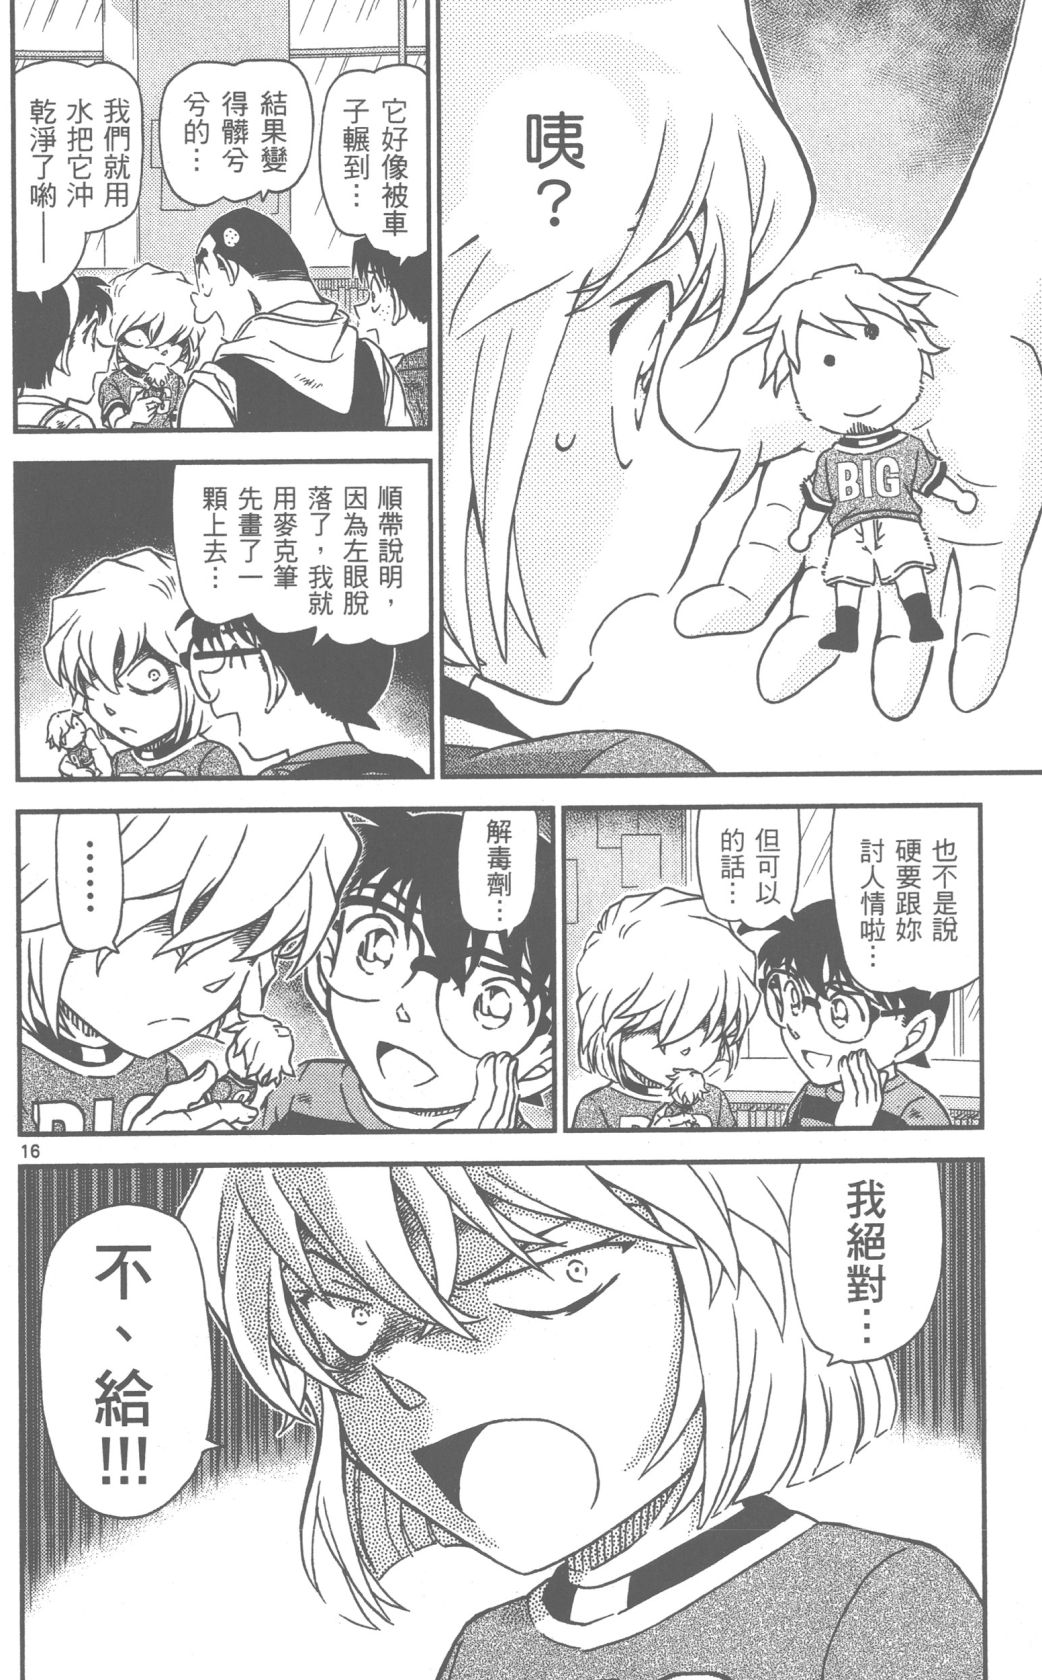 咦？
BIG
它好像被車
子輾到…
結果變
得髒兮
兮的…
我們就用
水把它沖
乾淨了喲——
順帶說明，
因為左眼脫
落了，我就
用麥克筆
先畫了一
顆上去…
也不是說
硬要跟妳
討人情啦…
但可以
的話…
解毒劑…
……
BIG
16
我絕對…
不、給!!!